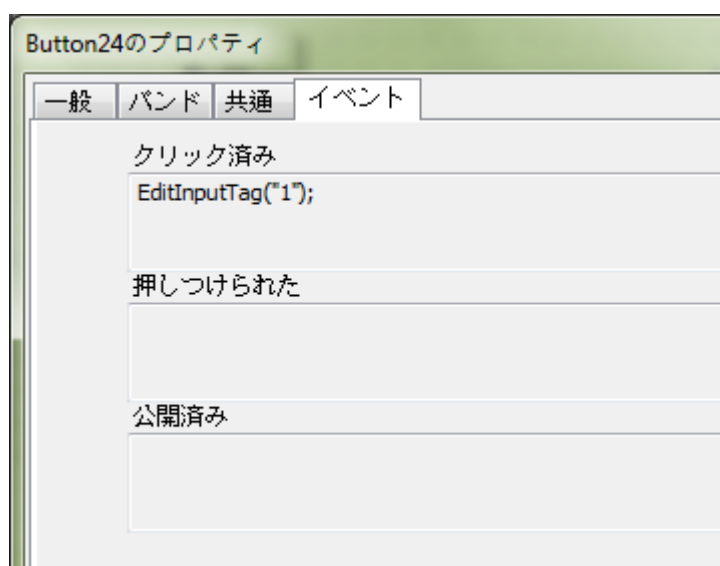 Button24のプロパティ
一般 バンド 共通 イベント
クリック済み
EditInputTag("1");
押しつけられた
公開済み